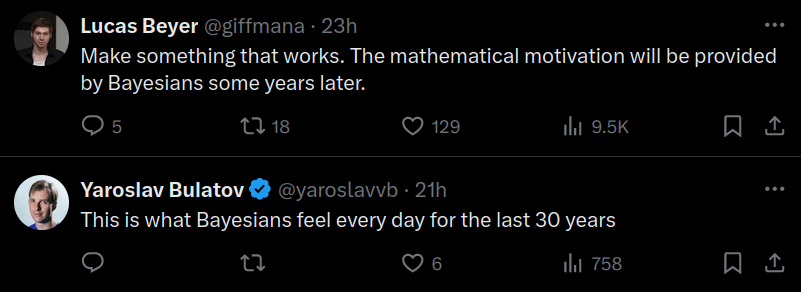 Lucas Beyer @giffmana · 23h
Make something that works. The mathematical motivation will be provided
by Bayesians some years later.
5 18 129 9.5K
Yaroslav Bulatov @yaroslavvb · 21h
This is what Bayesians feel every day for the last 30 years
6 758